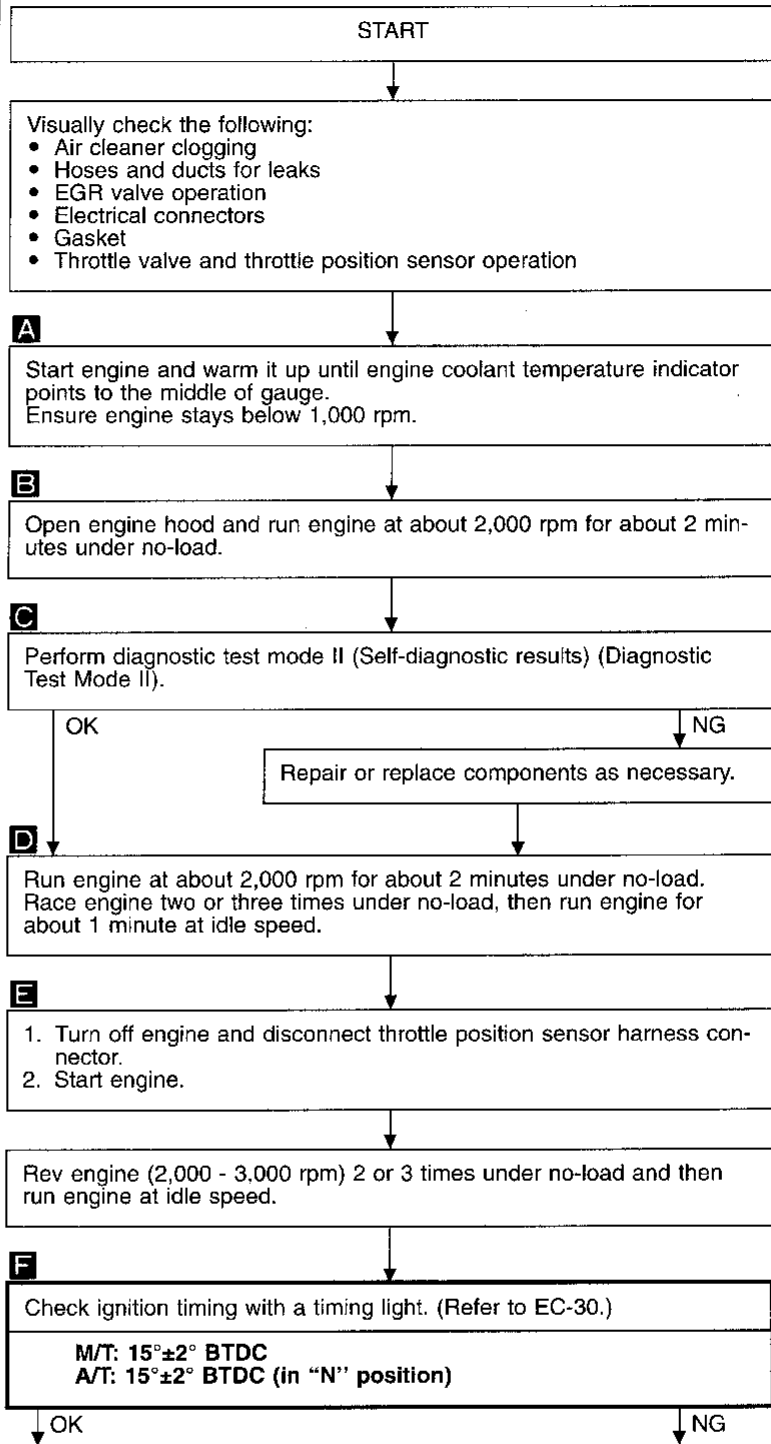 START
Visually check the following:
• Air cleaner clogging
• Hoses and ducts for leaks
• EGR valve operation
• Electrical connectors
• Gasket
• Throttle valve and throttle position sensor operation
A
Start engine and warm it up until engine coolant temperature indicator
points to the middle of gauge.
Ensure engine stays below 1,000 rpm.
B
Open engine hood and run engine at about 2,000 rpm for about 2 min-
utes under no-load.
C
Perform diagnostic test mode II (Self-diagnostic results) (Diagnostic
Test Mode II).
OK
NG
Repair or replace components as necessary.
D
Run engine at about 2,000 rpm for about 2 minutes under no-load.
Race engine two or three times under no-load, then run engine for
about 1 minute at idle speed.
E
1. Turn off engine and disconnect throttle position sensor harness con-
nector.
2. Start engine.
Rev engine (2,000 - 3,000 rpm) 2 or 3 times under no-load and then
run engine at idle speed.
F
Check ignition timing with a timing light. (Refer to EC-30.)
M/T: 15°±2° BTDC
A/T: 15°±2° BTDC (in “N” position)
OK
NG